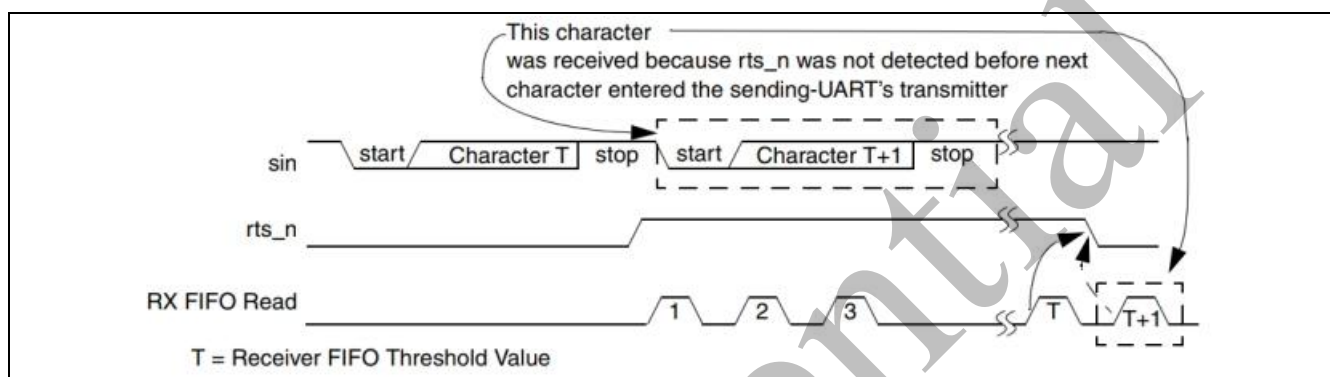 This character
was received because rts_n was not detected before next
character entered the sending-UART's transmitter
sin
start
Character T
stop
start
Character T+1
stop
rts_n
RX FIFO Read
1
2
3
T
T+1
T = Receiver FIFO Threshold Value